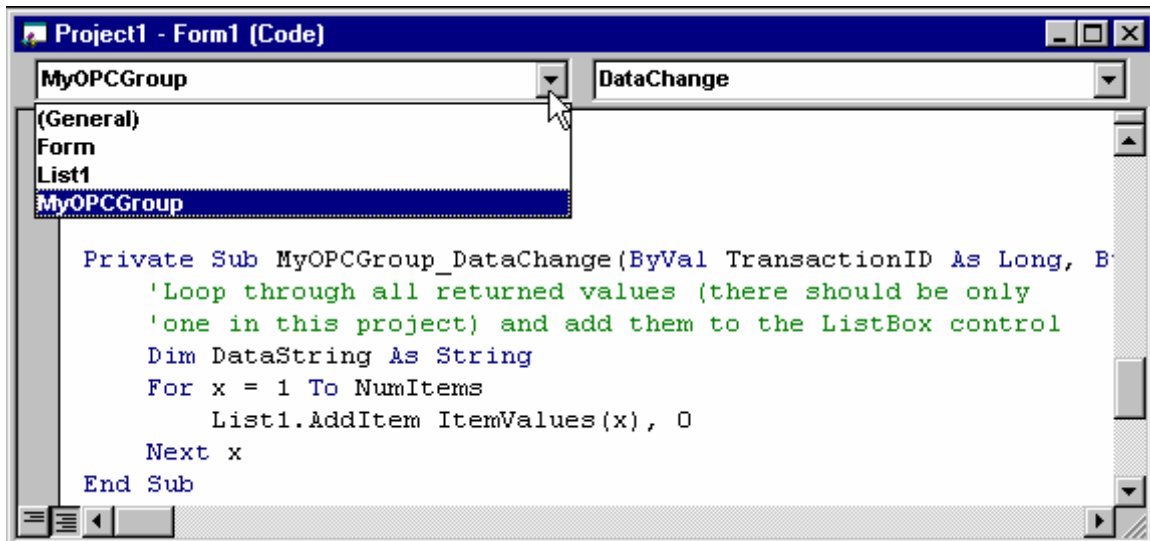 Project1 - Form1 (Code)
MyOPCGroup DataChange
(General)
Form
List1
MyOPCGroup
Private Sub MyOPCGroup_DataChange(ByVal TransactionID As Long, B
'Loop through all returned values (there should be only
'one in this project) and add them to the ListBox control
Dim DataString As String
For x = 1 To NumItems
List1.AddItem ItemValues(x), 0
Next x
End Sub